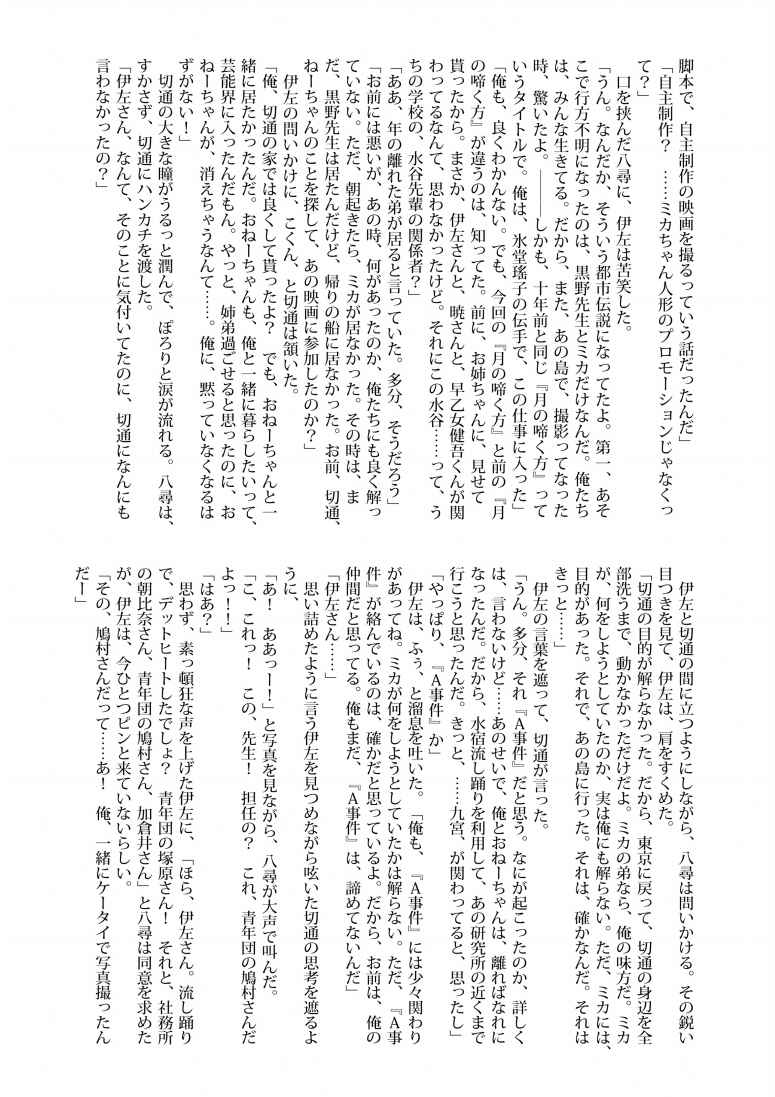 脚本で、自主制作の映画を撮るっていう話だったんだ」
「自主制作？　……ミカちゃん人形のプロモーションじゃなくっ
て？」
　口を挟んだ八尋に、伊左は苦笑した。
「うん。なんだか、そういう都市伝説になってたよ。第一、あそ
こで行方不明になったのは、黒野先生とミカだけなんだ。俺たち
は、みんな生きてる。だから、また、あの島で、撮影ってなった
時、驚いたよ。――しかも、十年前と同じ『月の啼く方』って
いうタイトルで。俺は、氷堂瑤子の伝手で、この仕事に入った」
「俺も、良くわかんない。でも、今回の『月の啼く方』と前の『月
の啼く方』が違うのは、知ってた。前に、お姉ちゃんに、見せて
貰ったから。まさか、伊左さんと、暁さんと、早乙女健吾くんが関
わってるなんて、思わなかったけど。それにこの水谷……って、う
ちの学校の、水谷先輩の関係者？」
「ああ、年の離れた弟が居ると言っていた。多分、そうだろう」
「お前には悪いが、あの時、何があったのか、俺たちにも良く解っ
ていない。ただ、朝起きたら、ミカが居なかった。その時は、ま
だ、黒野先生は居たんだけど、帰りの船に居なかった。お前、切通、
ねーちゃんのことを探して、あの映画に参加したのか？」
　伊左の問いかけに、こくん、と切通は頷いた。
「俺、切通の家では良くして貰ったよ？　でも、おねーちゃんと一
緒に居たかったんだ。おねーちゃんも、俺と一緒に暮らしたいって、
芸能界に入ったんだもん。やっと、姉弟過ごせると思ったのに、お
ねーちゃんが、消えちゃうなんて……。俺に、黙っていなくなるは
ずがない！」
　切通の大きな瞳がうるっと潤んで、ぽろりと涙が流れる。八尋は、
すかさず、切通にハンカチを渡した。
「伊左さん、なんて、そのことに気付いてたのに、切通になんにも
言わなかったの？」
　伊左と切通の間に立つようにしながら、八尋は問いかける。その鋭い
目つきを見て、伊左は、肩をすくめた。
「切通の目的が解らなかった。だから、東京に戻って、切通の身辺を全
部洗うまで、動かなかっただけだよ。ミカの弟なら、俺の味方だ。ミカ
が、何をしようとしていたのか、実は俺にも解らない。ただ、ミカには、
目的があった。それで、あの島に行った。それは、確かなんだ。それは
きっと……」
　伊左の言葉を遮って、切通が言った。
「うん。多分、それ『Ａ事件』だと思う。なにが起こったのか、詳しく
は、言わないけど……あのせいで、俺とおねーちゃんは、離ればなれに
なったんだ。だから、水宿流し踊りを利用して、あの研究所の近くまで
行こうと思ったんだ。きっと、……九宮、が関わってると、思ったし」
「やっぱり、『Ａ事件』か」
　伊左は、ふぅ、と溜息を吐いた。「俺も、『Ａ事件』には少々関わり
があってね。ミカが何をしようとしていたかは解らない。ただ、『Ａ事
件』が絡んでいるのは、確かだと思っているよ。だから、お前は、俺の
仲間だと思ってる。俺もまだ、『Ａ事件』は、諦めてないんだ」
「伊左さん……」
　思い詰めたように言う伊左を見つめながら呟いた切通の思考を遮るよ
うに、
「あ！　ああっー！」と写真を見ながら、八尋が大声で叫んだ。
「こ、これっ！　この、先生！　担任の？　これ、青年団の鳩村さんだ
よっ！！」
「はあ？」
　思わず、素っ頓狂な声を上げた伊左に、「ほら、伊左さん。流し踊り
で、デットヒートしたでしょ？　青年団の塚原さん！　それと、社務所
の朝比奈さん、青年団の鳩村さん、加倉井さん」と八尋は同意を求めた
が、伊左は、今ひとつピンと来ていないらしい。
「その、鳩村さんだって……あ！　俺、一緒にケータイで写真撮ったん
だー」